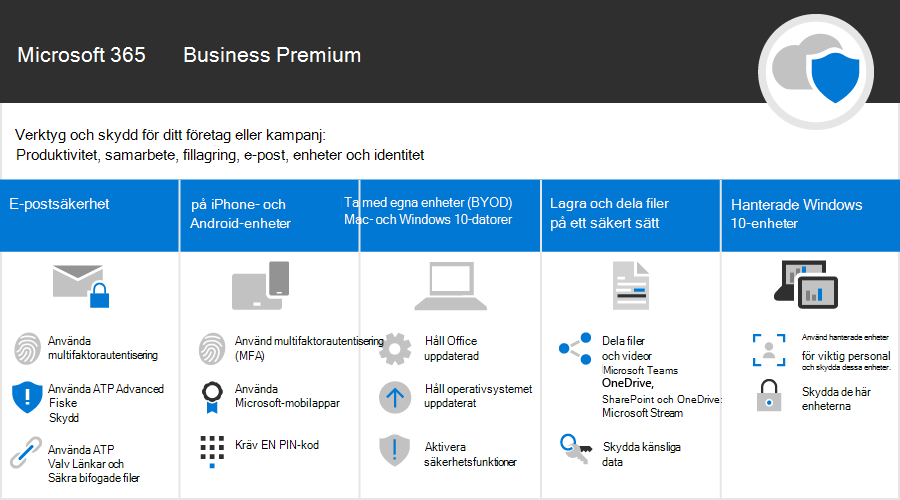 Microsoft 365 Business Premium
Verktyg och skydd för ditt företag eller kampanj:
Produktivitet, samarbete, fillagring, e-post, enheter och identitet
E-postsäkerhet
Använda
multifaktorautentisering
Använda ATP Advanced
Fiske
Skydd
Använda ATP
Valv Länkar och
Säkra bifogade filer
på iPhone- och
Android-enheter
Använd multifaktorautentisering
(MFA)
Använda
Microsoft-mobilappar
Kräv EN PIN-kod
Ta med egna enheter (BYOD)
Mac- och Windows 10-datorer
Håll Office
uppdaterad
Håll operativsystemet
uppdaterat
Aktivera
säkerhetsfunktioner
Lagra och dela filer
på ett säkert sätt
Dela filer
och videor
Microsoft Teams
OneDrive,
SharePoint och OneDrive:
Microsoft Stream
Skydda känsliga
data
Hanterade Windows
10-enheter
Använd hanterade enheter
för viktig personal
och skydda dessa enheter.
Skydda de här
enheterna